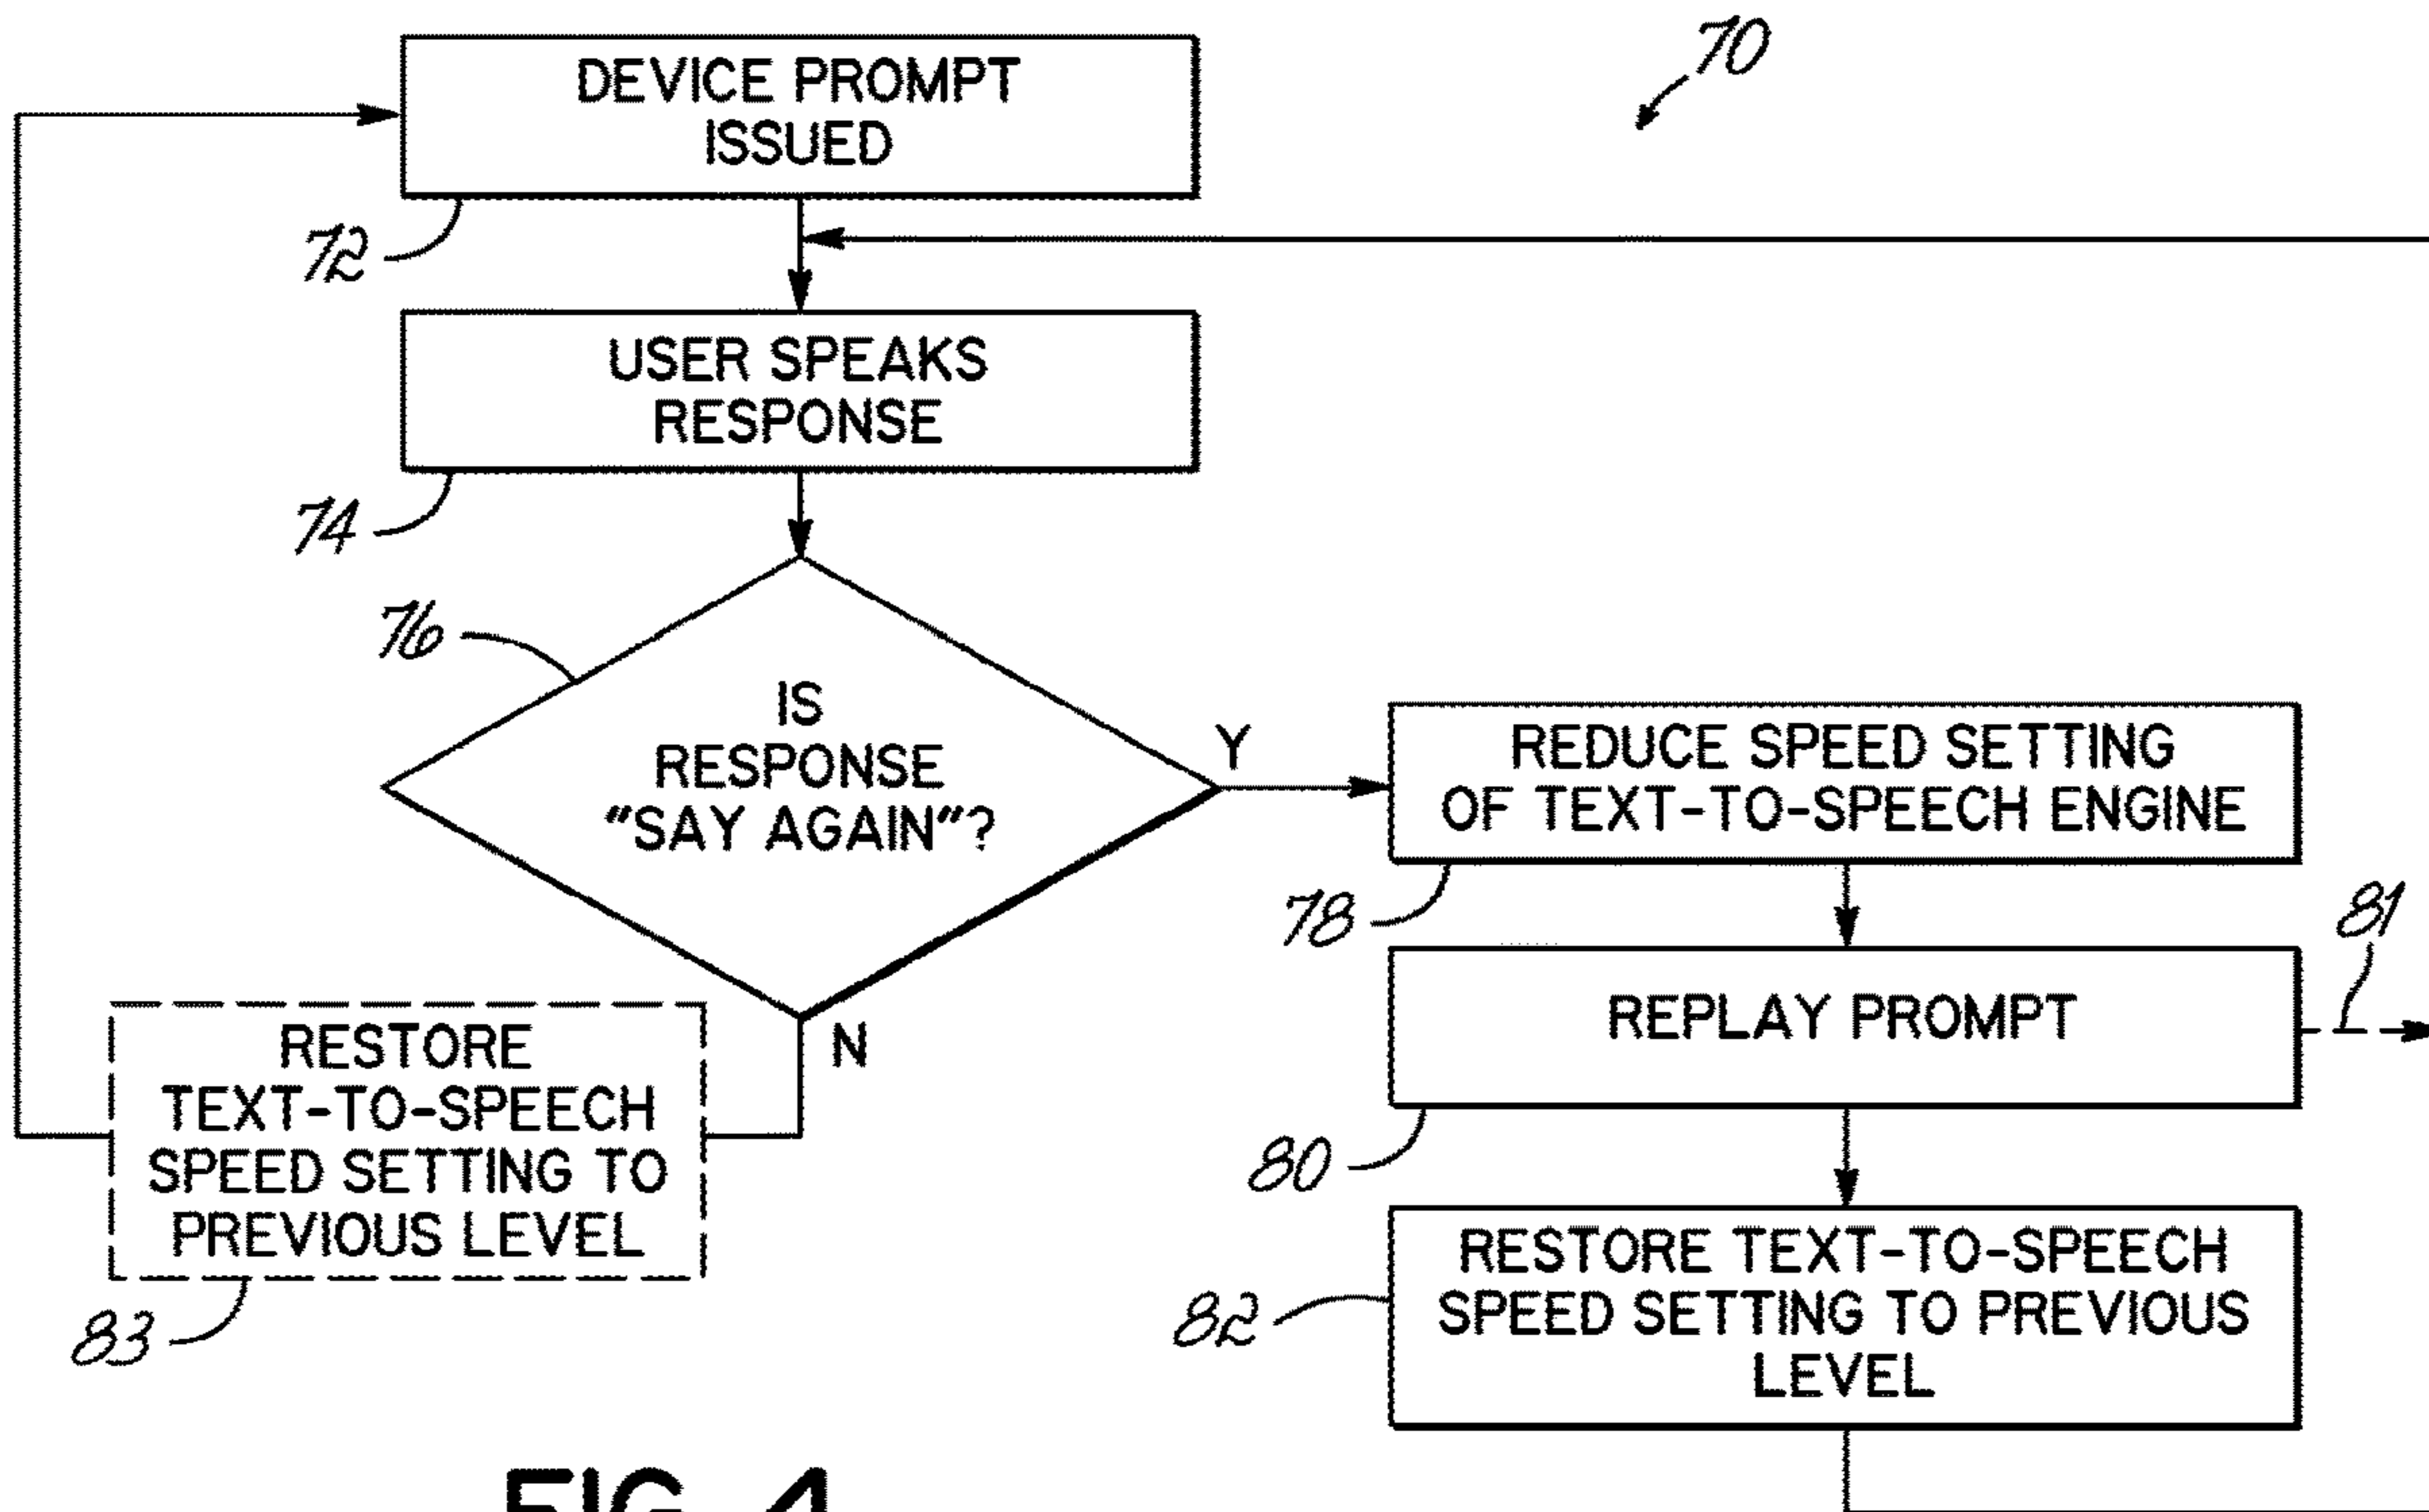 70
DEVICE PROMPT
ISSUED
72
USER SPEAKS
RESPONSE
74
76
IS
RESPONSE
"SAY AGAIN"?
Y
N
REDUCE SPEED SETTING
OF TEXT-TO-SPEECH ENGINE
78
81
REPLAY PROMPT
80
RESTORE TEXT-TO-SPEECH
SPEED SETTING TO PREVIOUS
LEVEL
82
RESTORE
TEXT-TO-SPEECH
SPEED SETTING TO
PREVIOUS LEVEL
83
FIG. 4